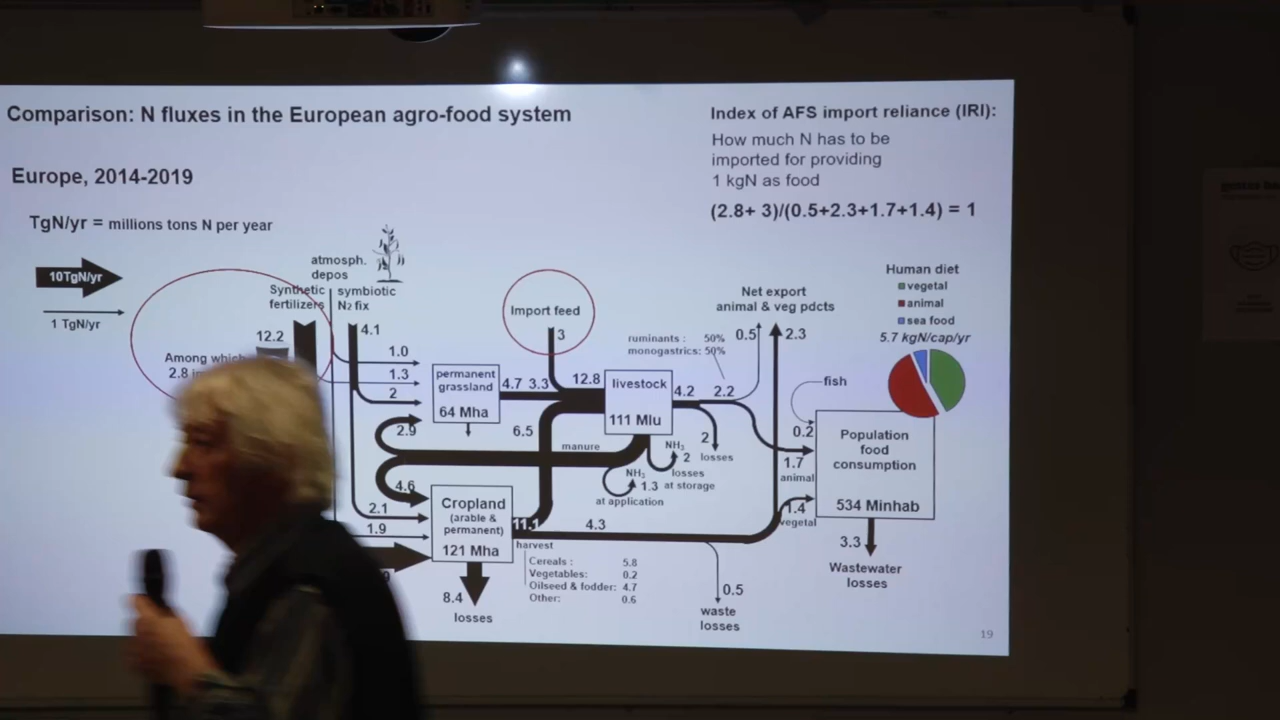 Comparison: N fluxes in the European agro-food system
Index of AFS import reliance (IRI):
How much N has to be
imported for providing
1 kgN as food
(2.8+ 3)/(0.5+2.3+1.7+1.4) = 1
Europe, 2014-2019
TgN/yr = millions tons N per year
10TgN/yr
1 TgN/yr
atmosph.
depos
Synthetic
fertilizers
symbiotic
N2 fix
12.2
4.1
Among which
2.8
1.0
1.3
2
2.9
4.6
2.1
1.9
permanent
grassland
64 Mha
4.7
3.3
Import feed
3
12.8
6.5
livestock
111 Mlu
ruminants : 50%
monogastrics: 50%
4.2
2.2
0.5
Net export
animal & veg pdcts
2.3
manure
NH3
2
losses
at storage
NH3
1.3
at application
2
losses
Cropland
(arable &
permanent)
121 Mha
11.1
harvest
Cereals : 5.8
Vegetables: 0.2
Oilseed & fodder: 4.7
Other: 0.6
8.4
losses
4.3
0.5
waste
losses
Human diet
vegetal
animal
sea food
5.7 kgN/cap/yr
fish
0.2
1.7
animal
1.4
vegetal
Population
food
consumption
534 Minhab
3.3
Wastewater
losses
19